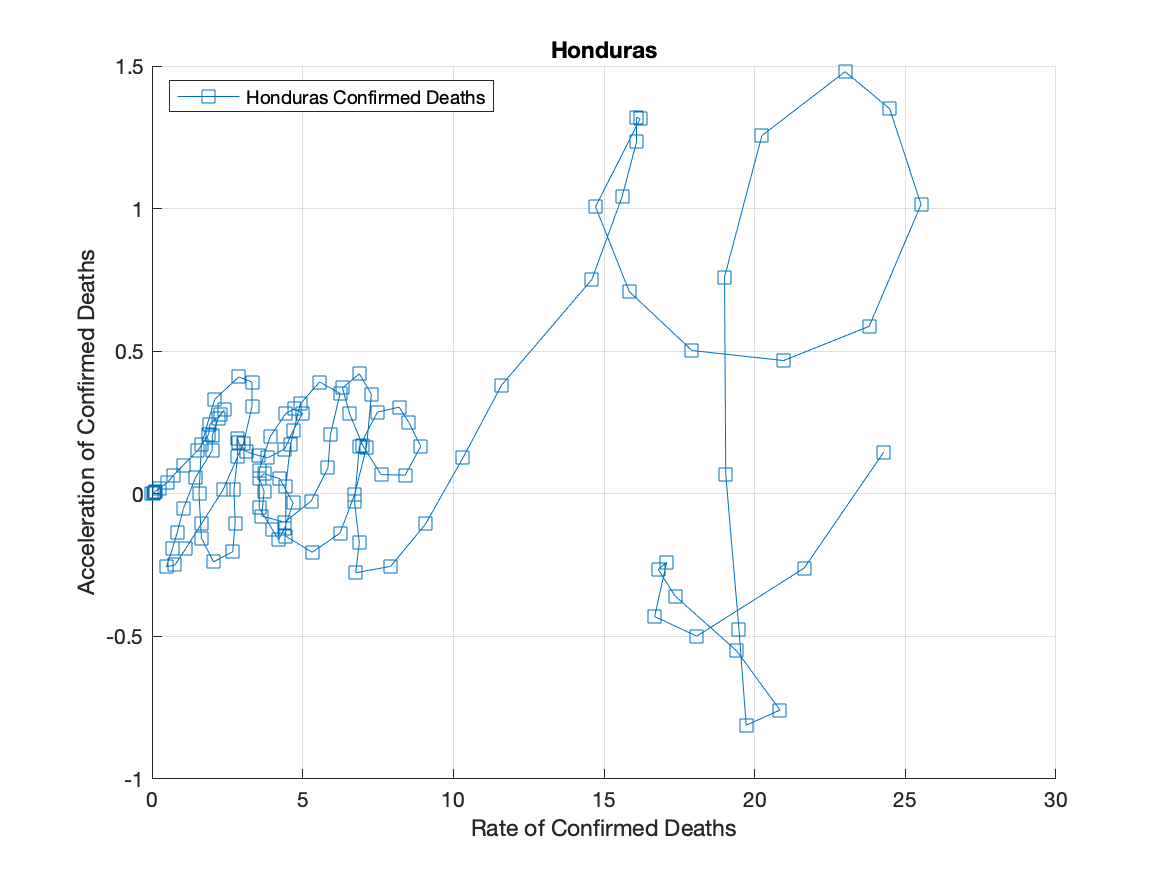 Honduras
Honduras Confirmed Deaths
1.5
1
0.5
0
-0.5
-1
Acceleration of Confirmed Deaths
0 5 10 15 20 25 30
Rate of Confirmed Deaths